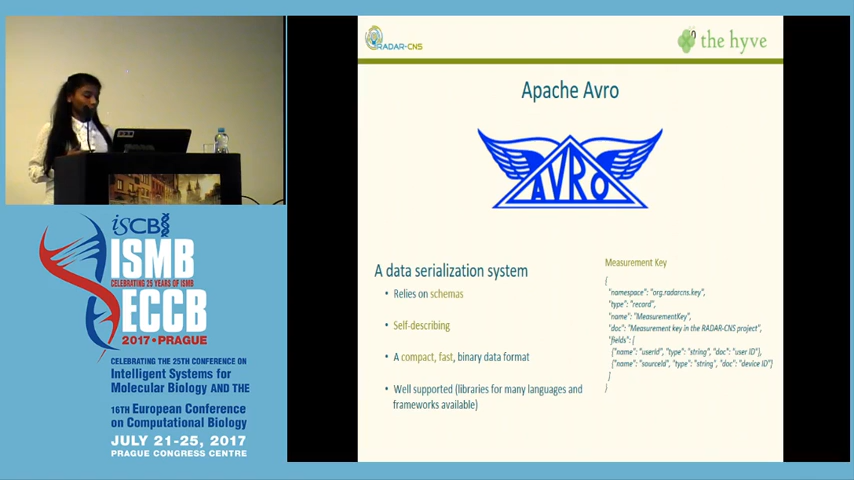 RADAR-CNS
the hyve
Apache Avro
AVRO
A data serialization system
• Relies on schemas
• Self-describing
• A compact, fast, binary data format
• Well supported (libraries for many languages and
frameworks available)
Measurement Key
{
"namespace": "org.radarcns.key",
"type": "record",
"name": "MeasurementKey",
"doc": "Measurement key in the RADAR-CNS project",
"fields": [
{"name": "userId", "type": "string", "doc": "user ID"},
{"name": "sourceId", "type": "string", "doc": "device ID"}
]
}
iSCB
ISMB
CELEBRATING 25 YEARS OF ISMB
ECCB
2017 • PRAGUE
CELEBRATING THE 25TH CONFERENCE ON
Intelligent Systems for
Molecular Biology AND THE
16TH European Conference
on Computational Biology
JULY 21-25, 2017
PRAGUE CONGRESS CENTRE